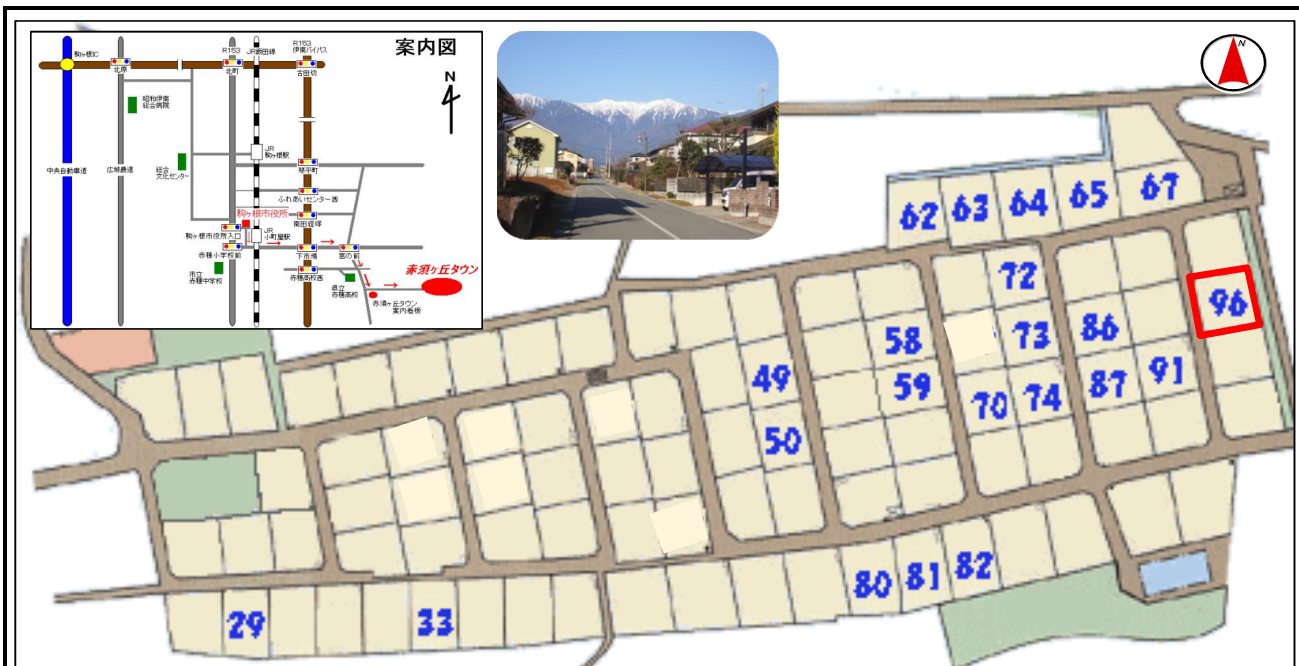 案内図
N
駒ヶ根IC
北原
R153
北町
JR飯田線
R153
伊南バイパス
古田切
昭和伊南
総合病院
中央自動車道
広域農道
総合
文化センター
JR
駒ヶ根駅
琴平町
ふれあいセンター西
駒ヶ根市役所
南田経塚
駒ヶ根市役所入口
赤穂小学校前
JR
小町屋駅
下市場
宮の前
市立
赤穂中学校
赤穂高校西
県立
赤穂高校
赤須ヶ丘タウン
赤須ヶ丘タウン
案内看板
N
62
63
64
65
67
72
96
58
73
86
49
59
70
74
87
91
50
80
81
82
29
33